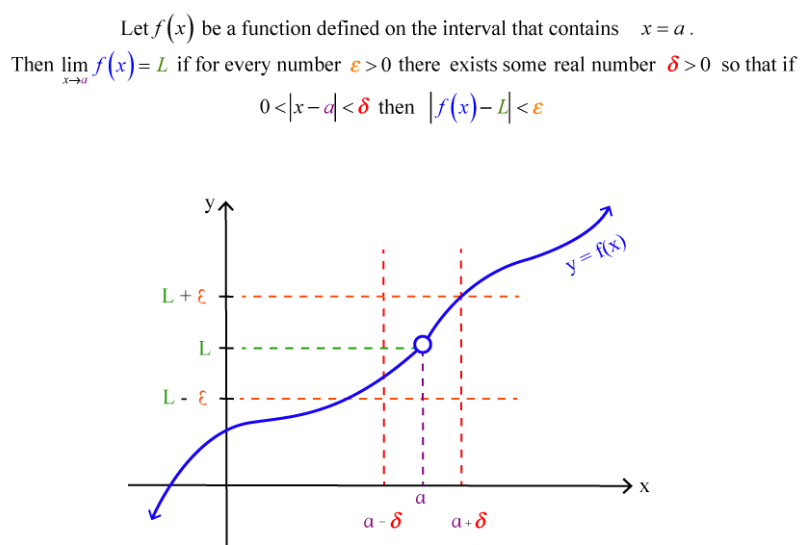 Let f(x) be a function defined on the interval that contains x = a .
Then lim x→a f(x) = L if for every number ε > 0 there exists some real number δ > 0 so that if
0 < |x − a| < δ then |f(x) − L| < ε
y
y = f(x)
L + ε
L
L - ε
x
a
a - δ
a + δ